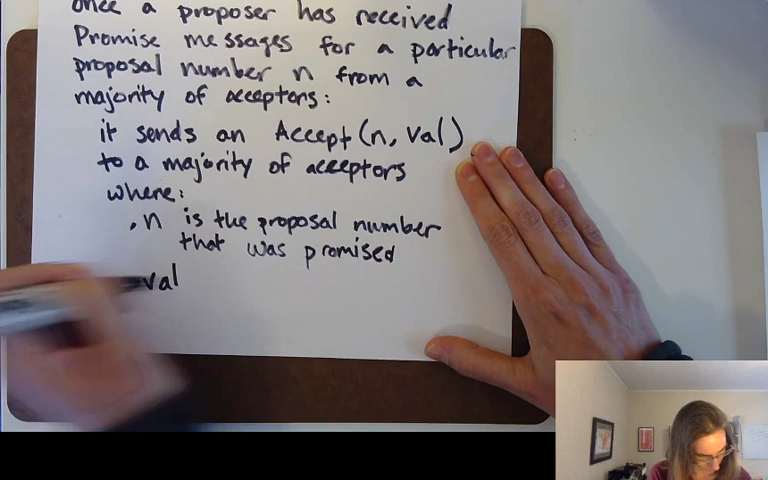 once a proposer has received
Promise messages for a particular
proposal number n from a
majority of acceptors:
it sends an Accept(n, val)
to a majority of acceptors
where:
. n is the proposal number
that was promised
val